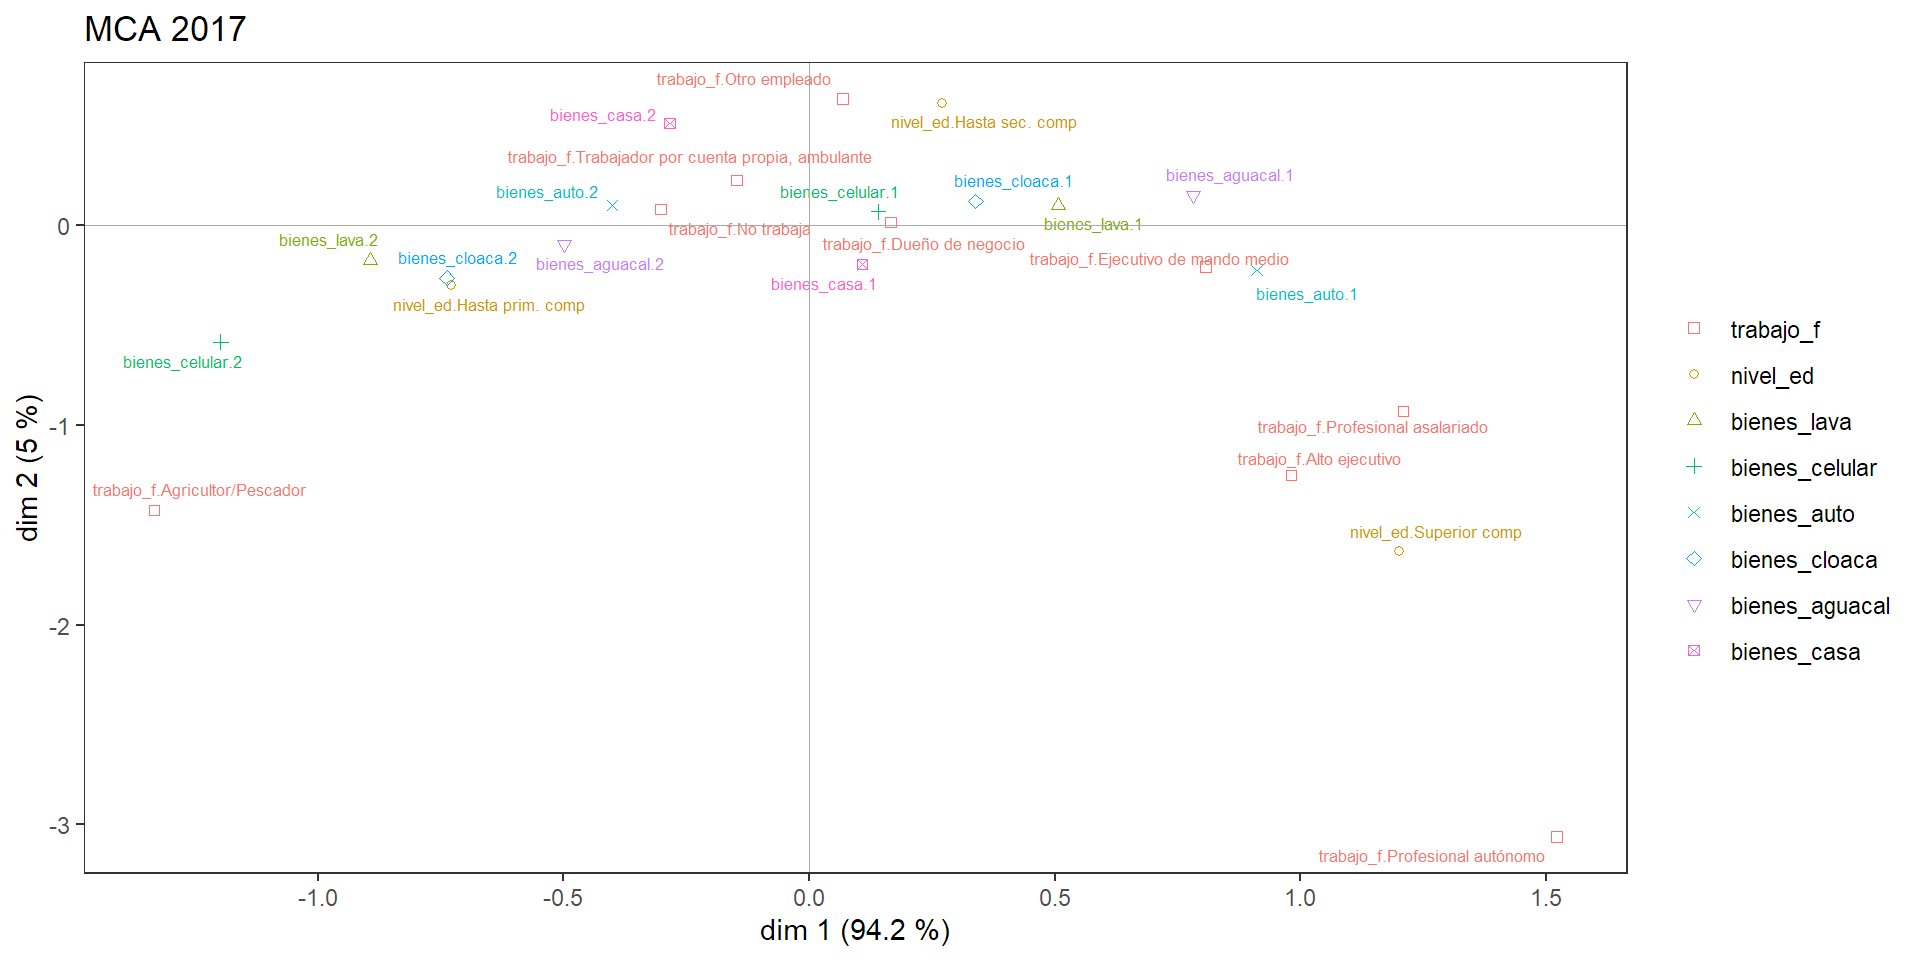 MCA 2017
trabajo_f.Otro empleado
bienes_casa.2
nivel_ed.Hasta sec. comp
trabajo_f.Trabajador por cuenta propia, ambulante
bienes_aguacal.1
bienes_cloaca.1
bienes_auto.2
bienes_celular.1
bienes_lava.1
trabajo_f.No trabaja
bienes_lava.2
trabajo_f.Dueño de negocio
bienes_cloaca.2
trabajo_f.Ejecutivo de mando medio
bienes_aguacal.2
bienes_casa.1
bienes_auto.1
nivel_ed.Hasta prim. comp
bienes_celular.2
trabajo_f.Profesional asalariado
trabajo_f.Alto ejecutivo
trabajo_f.Agricultor/Pescador
nivel_ed.Superior comp
trabajo_f.Profesional autónomo
0
-1
-2
-3
dim 2 (5 %)
-1.0
-0.5
0.0
0.5
1.0
1.5
dim 1 (94.2 %)
trabajo_f
nivel_ed
bienes_lava
bienes_celular
bienes_auto
bienes_cloaca
bienes_aguacal
bienes_casa